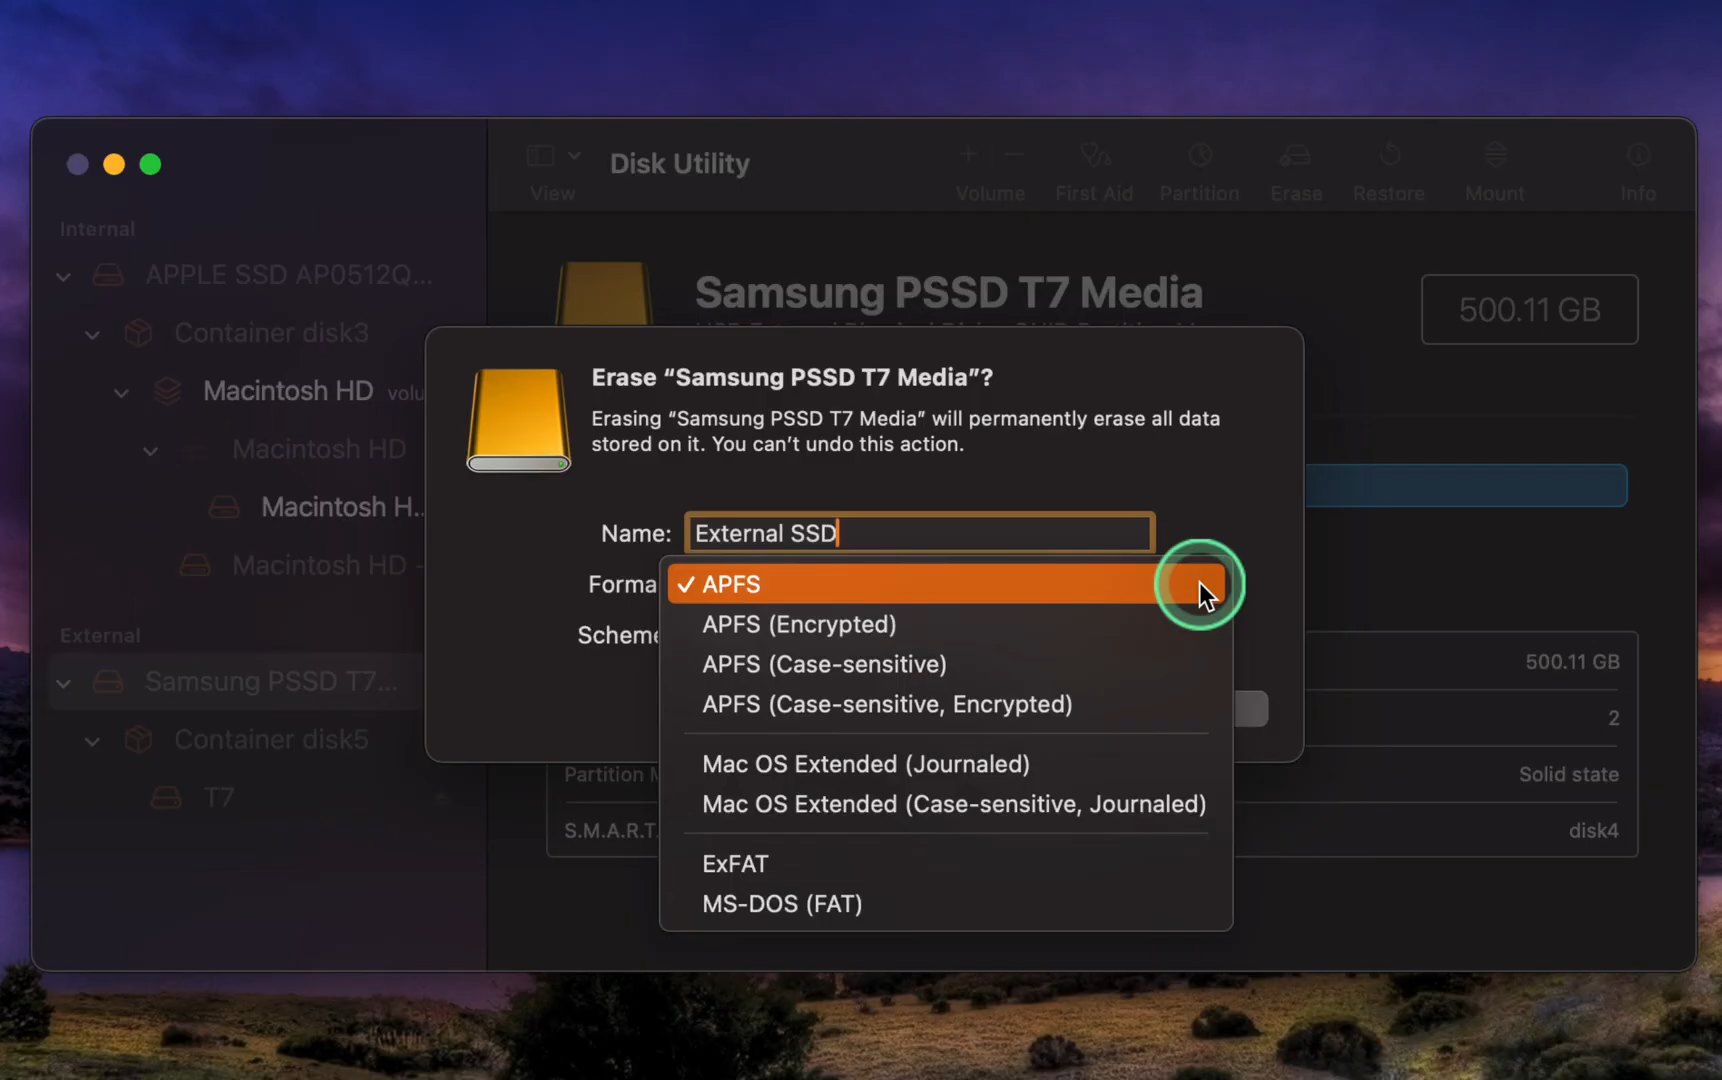 Disk Utility
View
Volume
First Aid
Partition
Erase
Restore
Mount
Info
Internal
APPLE SSD AP0512Q...
Container disk3
Macintosh HD volu
Macintosh HD
Macintosh H...
Macintosh HD -
External
Samsung PSSD T7...
Container disk5
T7
Samsung PSSD T7 Media
500.11 GB
Erase “Samsung PSSD T7 Media”?
Erasing “Samsung PSSD T7 Media” will permanently erase all data
stored on it. You can’t undo this action.
Name: External SSD
Forma
✓ APFS
Scheme
APFS (Encrypted)
APFS (Case-sensitive)
APFS (Case-sensitive, Encrypted)
Mac OS Extended (Journaled)
Mac OS Extended (Case-sensitive, Journaled)
ExFAT
MS-DOS (FAT)
500.11 GB
2
Partition M
Solid state
S.M.A.R.T.
disk4